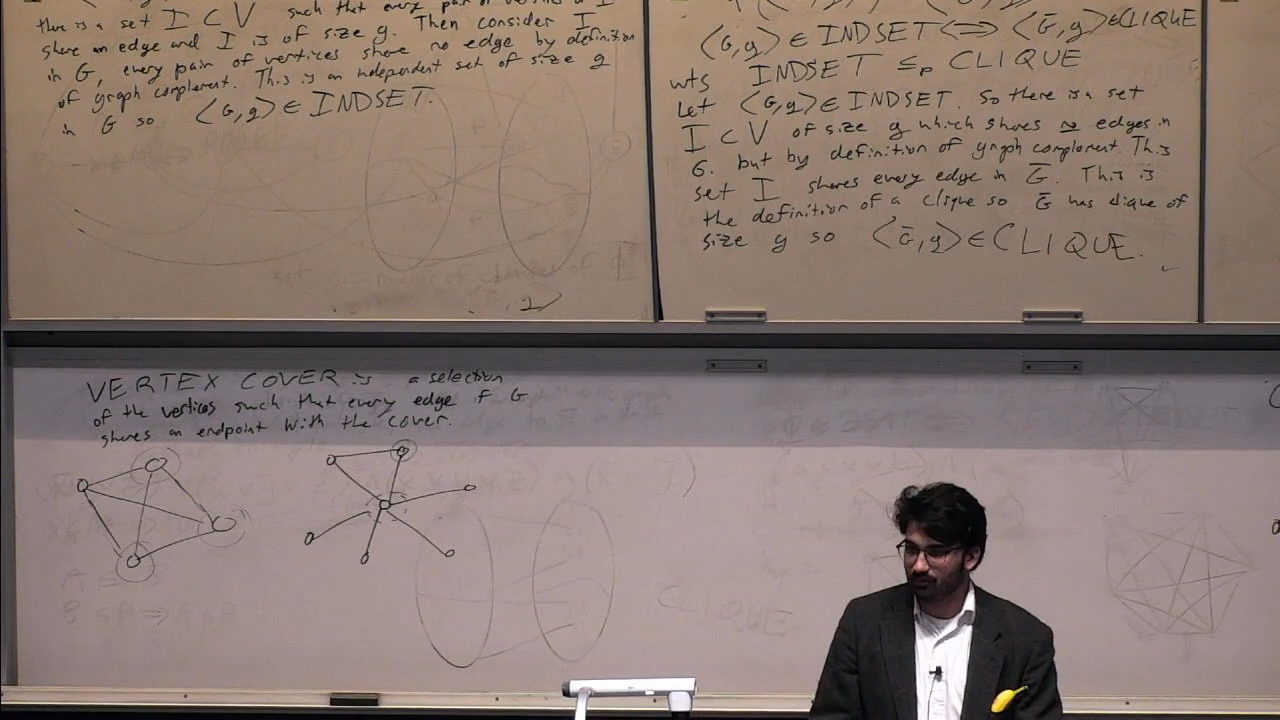 there is a set I ⊂ V such that every pair of vertices in I
share an edge and I is of size g. Then consider I
in G, every pair of vertices share no edge by definition
of graph complement. This is an independent set of size g
in G so ⟨G,g⟩ ∈ INDSET.
⟨G,g⟩ ∈ INDSET ⟺ ⟨Ḡ,g⟩ ∈ CLIQUE
wts INDSET ≤p CLIQUE
Let ⟨G,g⟩ ∈ INDSET. So there is a set
I ⊂ V of size g which shares no edges in
G. but by definition of graph complement. This
set I shares every edge in Ḡ. This is
the definition of a clique so Ḡ has clique of
size g so ⟨Ḡ,g⟩ ∈ CLIQUE.
VERTEX COVER is a selection
of the vertices such that every edge of G
shares an endpoint with the cover.
CLIQUE